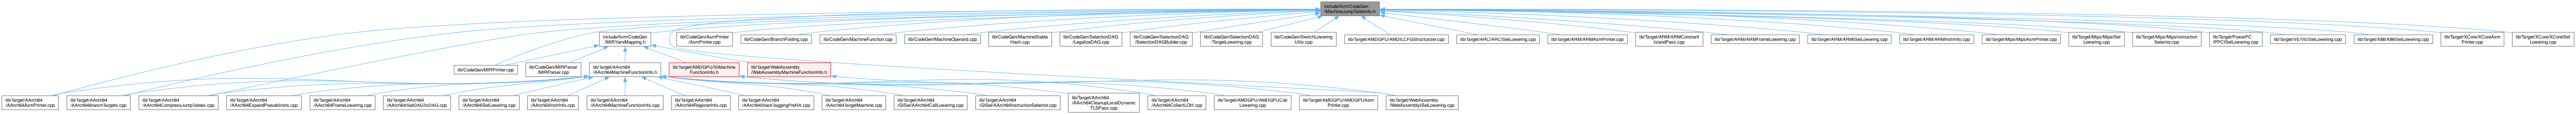 include/llvm/CodeGen
/MachineJumpTableInfo.h
include/llvm/CodeGen
/MIRYamlMapping.h
lib/CodeGen/AsmPrinter
/AsmPrinter.cpp
lib/CodeGen/BranchFolding.cpp
lib/CodeGen/MachineFunction.cpp
lib/CodeGen/MachineOperand.cpp
lib/CodeGen/MachineStable
Hash.cpp
lib/CodeGen/SelectionDAG
/LegalizeDAG.cpp
lib/CodeGen/SelectionDAG
/SelectionDAGBuilder.cpp
lib/CodeGen/SelectionDAG
/TargetLowering.cpp
lib/CodeGen/SwitchLowering
Utils.cpp
lib/Target/AMDGPU/AMDILCFGStructurizer.cpp
lib/Target/ARC/ARCISelLowering.cpp
lib/Target/ARM/ARMAsmPrinter.cpp
lib/Target/ARM/ARMConstant
IslandPass.cpp
lib/Target/ARM/ARMFrameLowering.cpp
lib/Target/ARM/ARMISelLowering.cpp
lib/Target/ARM/ARMInstrInfo.cpp
lib/Target/Mips/MipsAsmPrinter.cpp
lib/Target/Mips/MipsISel
Lowering.cpp
lib/Target/Mips/MipsInstruction
Selector.cpp
lib/Target/PowerPC
/PPCISelLowering.cpp
lib/Target/VE/VEISelLowering.cpp
lib/Target/X86/X86ISelLowering.cpp
lib/Target/XCore/XCoreAsm
Printer.cpp
lib/Target/XCore/XCoreISel
Lowering.cpp
lib/CodeGen/MIRPrinter.cpp
lib/CodeGen/MIRParser
/MIRParser.cpp
lib/Target/AArch64
/AArch64MachineFunctionInfo.h
lib/Target/AMDGPU/SIMachine
FunctionInfo.h
lib/Target/WebAssembly
/WebAssemblyMachineFunctionInfo.h
lib/Target/AArch64
/AArch64AsmPrinter.cpp
lib/Target/AArch64
/AArch64BranchTargets.cpp
lib/Target/AArch64
/AArch64CompressJumpTables.cpp
lib/Target/AArch64
/AArch64ExpandPseudoInsts.cpp
lib/Target/AArch64
/AArch64FrameLowering.cpp
lib/Target/AArch64
/AArch64ISelDAGToDAG.cpp
lib/Target/AArch64
/AArch64ISelLowering.cpp
lib/Target/AArch64
/AArch64InstrInfo.cpp
lib/Target/AArch64
/AArch64MachineFunctionInfo.cpp
lib/Target/AArch64
/AArch64RegisterInfo.cpp
lib/Target/AArch64
/AArch64StackTaggingPreRA.cpp
lib/Target/AArch64
/AArch64TargetMachine.cpp
lib/Target/AArch64
/GISel/AArch64CallLowering.cpp
lib/Target/AArch64
/GISel/AArch64InstructionSelector.cpp
lib/Target/AArch64
/AArch64CleanupLocalDynamic
TLSPass.cpp
lib/Target/AArch64
/AArch64CollectLOH.cpp
lib/Target/AMDGPU/AMDGPUCall
Lowering.cpp
lib/Target/AMDGPU/AMDGPUAsm
Printer.cpp
lib/Target/WebAssembly
/WebAssemblyISelLowering.cpp